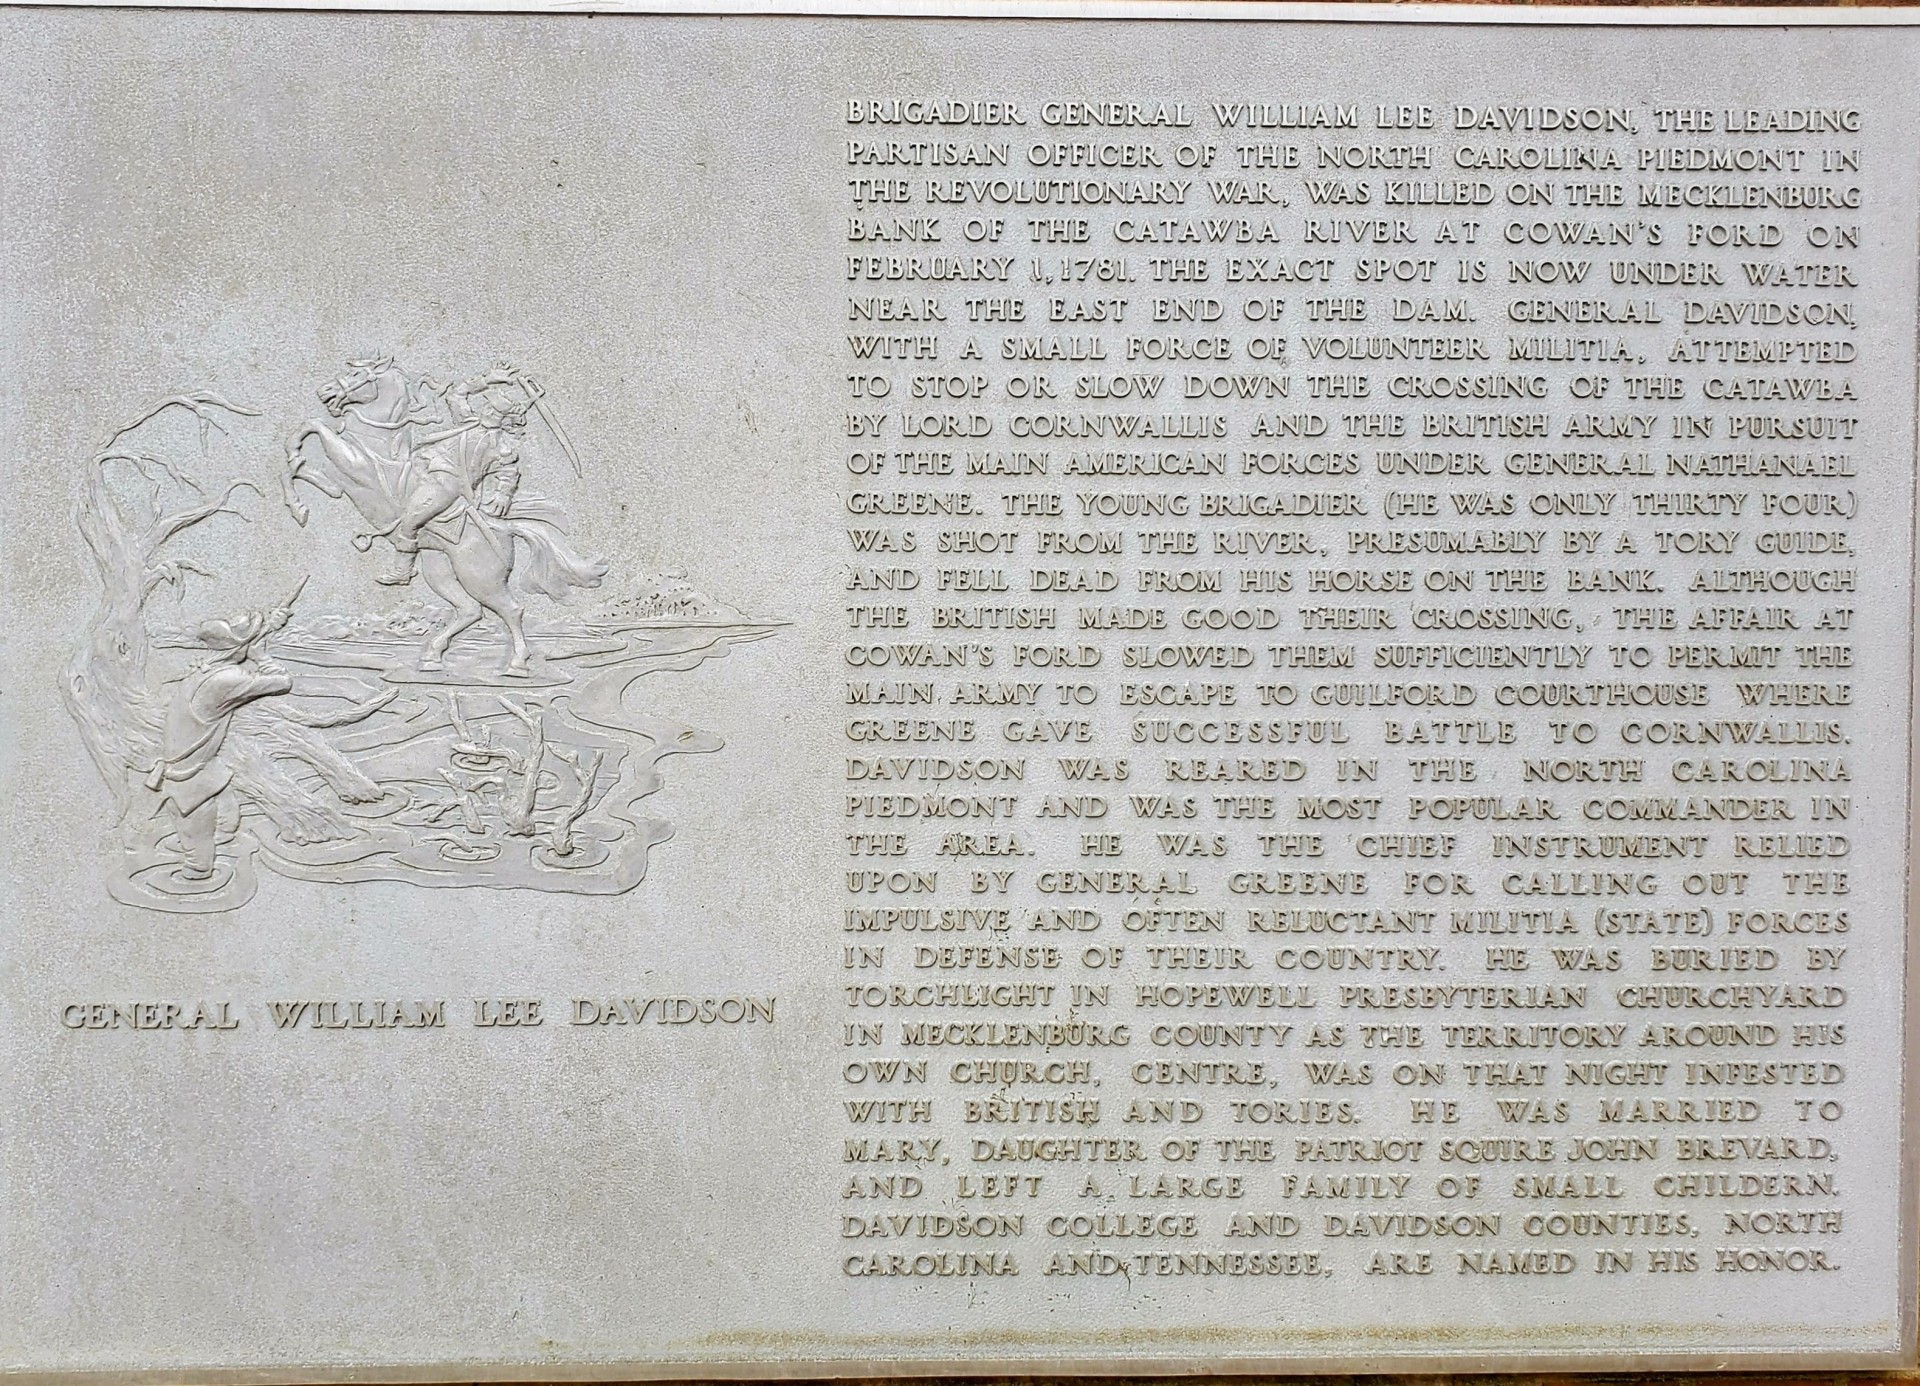 BRIGADIER GENERAL WILLIAM LEE DAVIDSON, THE LEADING
PARTISAN OFFICER OF THE NORTH CAROLINA PIEDMONT IN
THE REVOLUTIONARY WAR, WAS KILLED ON THE MECKLENBURG
BANK OF THE CATAWBA RIVER AT COWAN'S FORD ON
FEBRUARY 1, 1781. THE EXACT SPOT IS NOW UNDER WATER
NEAR THE EAST END OF THE DAM. GENERAL DAVIDSON,
WITH A SMALL FORCE OF VOLUNTEER MILITIA, ATTEMPTED
TO STOP OR SLOW DOWN THE CROSSING OF THE CATAWBA
BY LORD CORNWALLIS AND THE BRITISH ARMY IN PURSUIT
OF THE MAIN AMERICAN FORCES UNDER GENERAL NATHANAEL
GREENE. THE YOUNG BRIGADIER (HE WAS ONLY THIRTY FOUR)
WAS SHOT FROM THE RIVER, PRESUMABLY BY A TORY GUIDE,
AND FELL DEAD FROM HIS HORSE ON THE BANK. ALTHOUGH
THE BRITISH MADE GOOD THEIR CROSSING, THE AFFAIR AT
COWAN'S FORD SLOWED THEM SUFFICIENTLY TO PERMIT THE
MAIN ARMY TO ESCAPE TO GUILFORD COURTHOUSE WHERE
GREENE GAVE SUCCESSFUL BATTLE TO CORNWALLIS.
DAVIDSON WAS REARED IN THE NORTH CAROLINA
PIEDMONT AND WAS THE MOST POPULAR COMMANDER IN
THE AREA. HE WAS THE CHIEF INSTRUMENT RELIED
UPON BY GENERAL GREENE FOR CALLING OUT THE
IMPULSIVE AND OFTEN RELUCTANT MILITIA (STATE) FORCES
IN DEFENSE OF THEIR COUNTRY. HE WAS BURIED BY
TORCHLIGHT IN HOPEWELL PRESBYTERIAN CHURCHYARD
IN MECKLENBURG COUNTY AS THE TERRITORY AROUND HIS
OWN CHURCH, CENTRE, WAS ON THAT NIGHT INFESTED
WITH BRITISH AND TORIES. HE WAS MARRIED TO
MARY, DAUGHTER OF THE PATRIOT SQUIRE JOHN BREVARD,
AND LEFT A LARGE FAMILY OF SMALL CHILDERN.
DAVIDSON COLLEGE AND DAVIDSON COUNTIES, NORTH
CAROLINA AND TENNESSEE, ARE NAMED IN HIS HONOR.
GENERAL WILLIAM LEE DAVIDSON